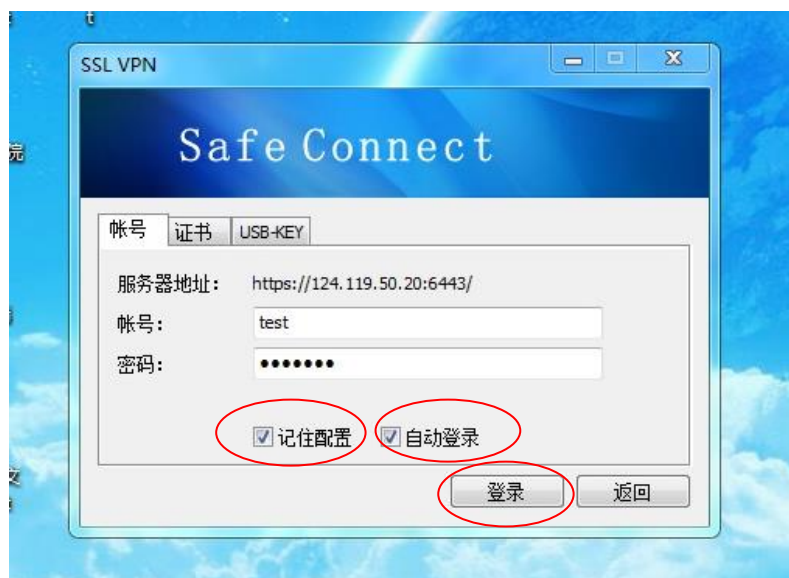 t
SSL VPN
Safe Connect
院
帐号 证书 USB-KEY
服务器地址： https://124.119.50.20:6443/
帐号： test
密码： •••••••
记住配置 自动登录
登录 返回